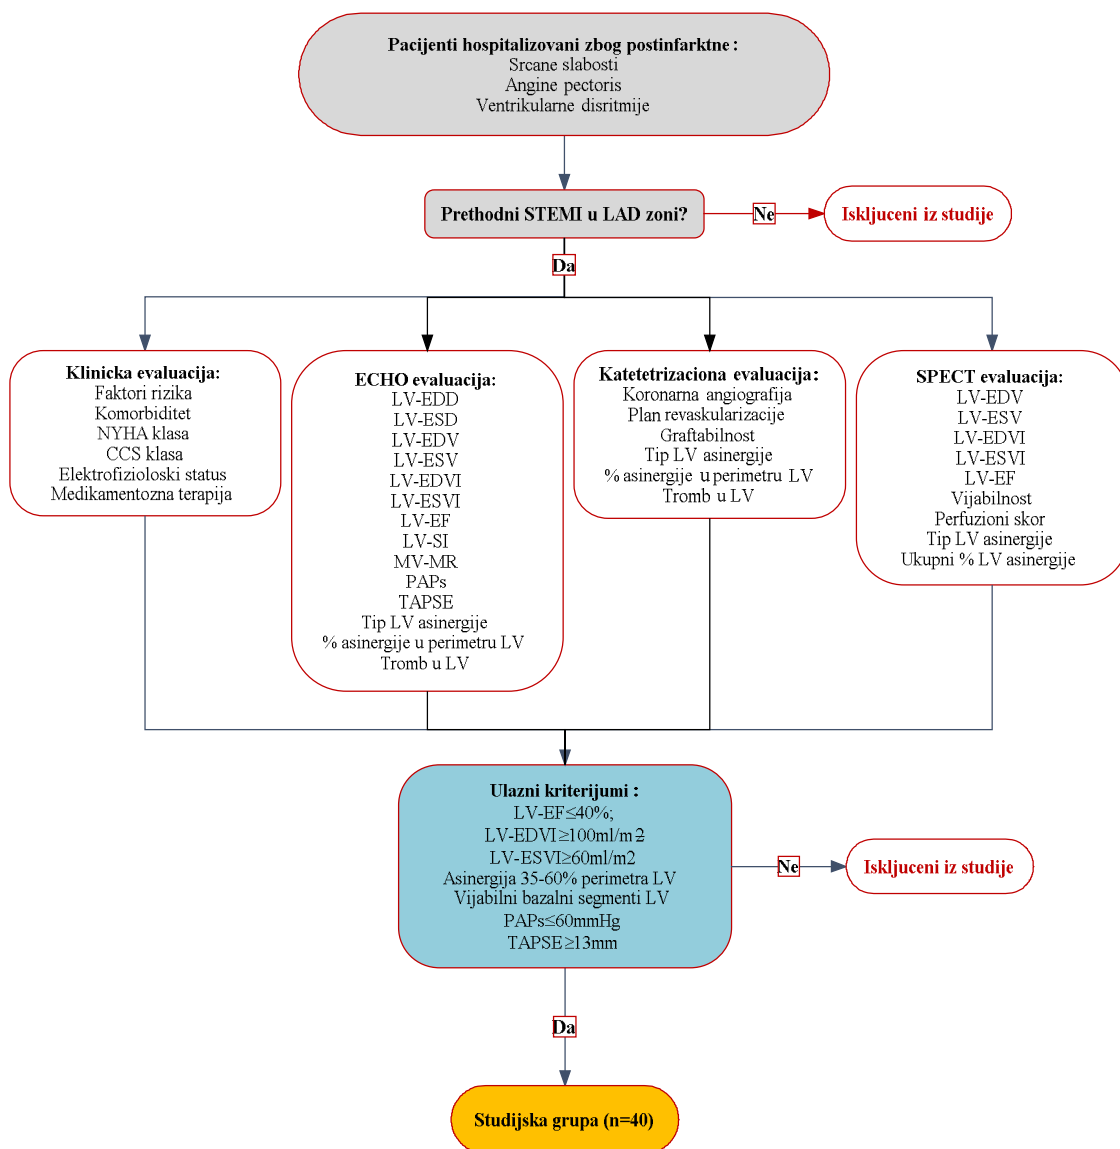 Pacijenti hospitalizovani zbog postinfarktne :
Srcane slabosti
Angine pectoris
Ventrikularne disritmije
Prethodni STEMI u LAD zoni?
Ne
Iskljuceni iz studije
Da
Klinicka evaluacija:
Faktori rizika
Komorbiditet
NYHA klasa
CCS klasa
Elektrofizioloski status
Medikamentozna terapija
ECHO evaluacija:
LV-EDD
LV-ESD
LV-EDV
LV-ESV
LV-EDVI
LV-ESVI
LV-EF
LV-SI
MV-MR
PAPs
TAPSE
Tip LV asinergije
% asinergije u perimetru LV
Tromb u LV
Katetetrizaciona evaluacija:
Koronarna angiografija
Plan revaskularizacije
Graftabilnost
Tip LV asinergije
% asinergije u perimetru LV
Tromb u LV
SPECT evaluacija:
LV-EDV
LV-ESV
LV-EDVI
LV-ESVI
LV-EF
Vijabilnost
Perfuzioni skor
Tip LV asinergije
Ukupni % LV asinergije
Ulazni kriterijumi :
LV-EF≤40%;
LV-EDVI≥100ml/m2
LV-ESVI≥60ml/m2
Asinergija 35-60% perimetra LV
Vijabilni bazalni segmenti LV
PAPs≤60mmHg
TAPSE≥13mm
Ne
Iskljuceni iz studije
Da
Studijska grupa (n=40)